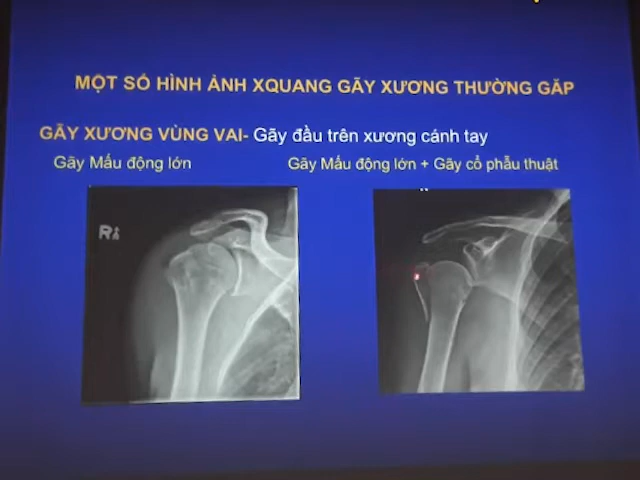 MỘT SỐ HÌNH ẢNH XQUANG GÃY XƯƠNG THƯỜNG GẶP
GÃY XƯƠNG VÙNG VAI- Gãy đầu trên xương cánh tay
Gãy Mấu động lớn
Gãy Mấu động lớn + Gãy cổ phẫu thuật
R